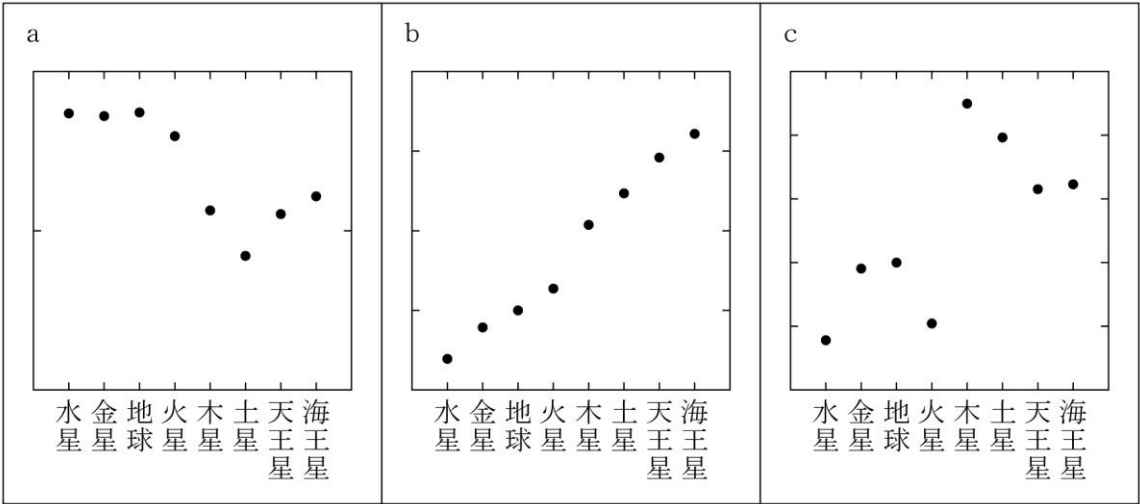 a
水星 金星 地球 火星 木星 土星 天王星 海王星
b
水星 金星 地球 火星 木星 土星 天王星 海王星
c
水星 金星 地球 火星 木星 土星 天王星 海王星